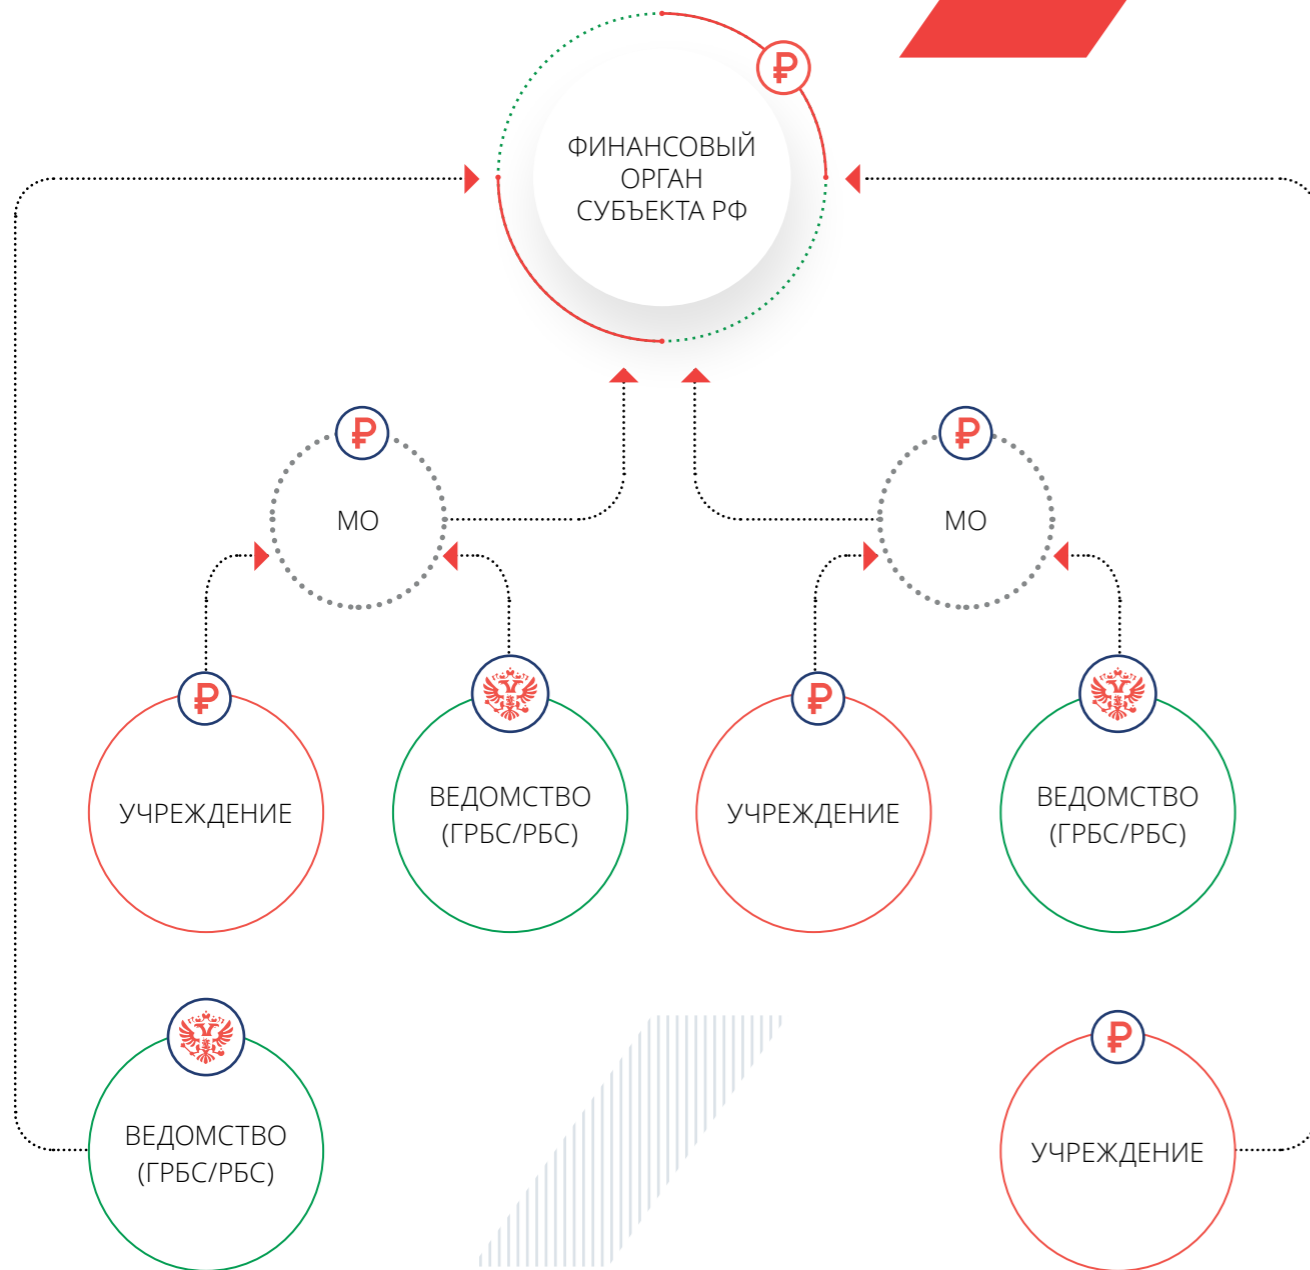 ФИНАНСОВЫЙ
ОРГАН
СУБЪЕКТА РФ
МО
МО
УЧРЕЖДЕНИЕ
ВЕДОМСТВО
(ГРБС/РБС)
УЧРЕЖДЕНИЕ
ВЕДОМСТВО
(ГРБС/РБС)
ВЕДОМСТВО
(ГРБС/РБС)
УЧРЕЖДЕНИЕ